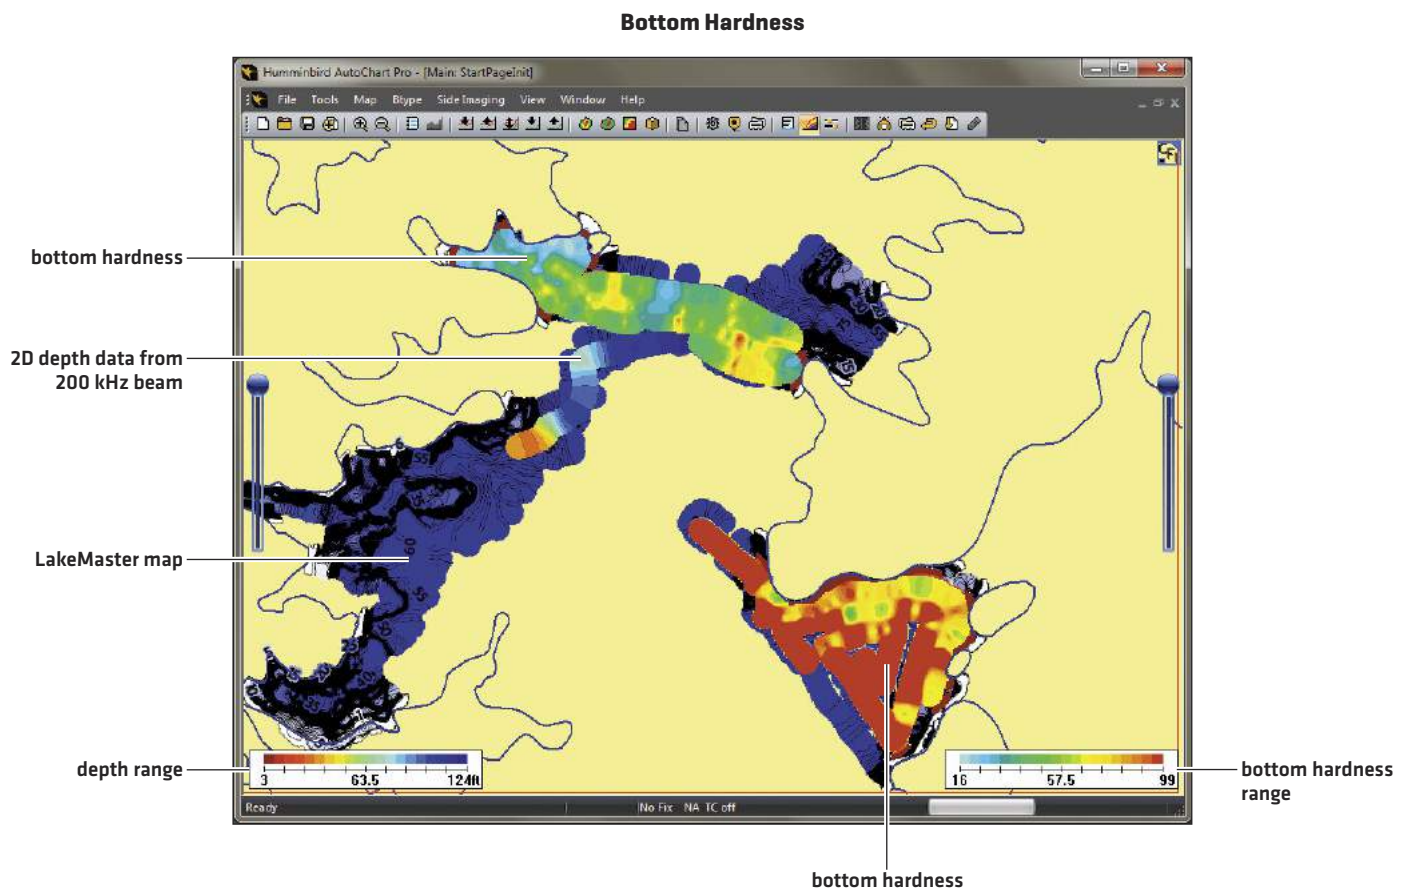 Bottom Hardness
Humminbird AutoChart Pro - [Main: StartPageInit]
File Tools Map Btype Side Imaging View Window Help
bottom hardness
2D depth data from
200 kHz beam
LakeMaster map
60
55
depth range
3 63.5 124ft
16 57.5 99
bottom hardness
range
Ready
No Fix NA TC off
bottom hardness